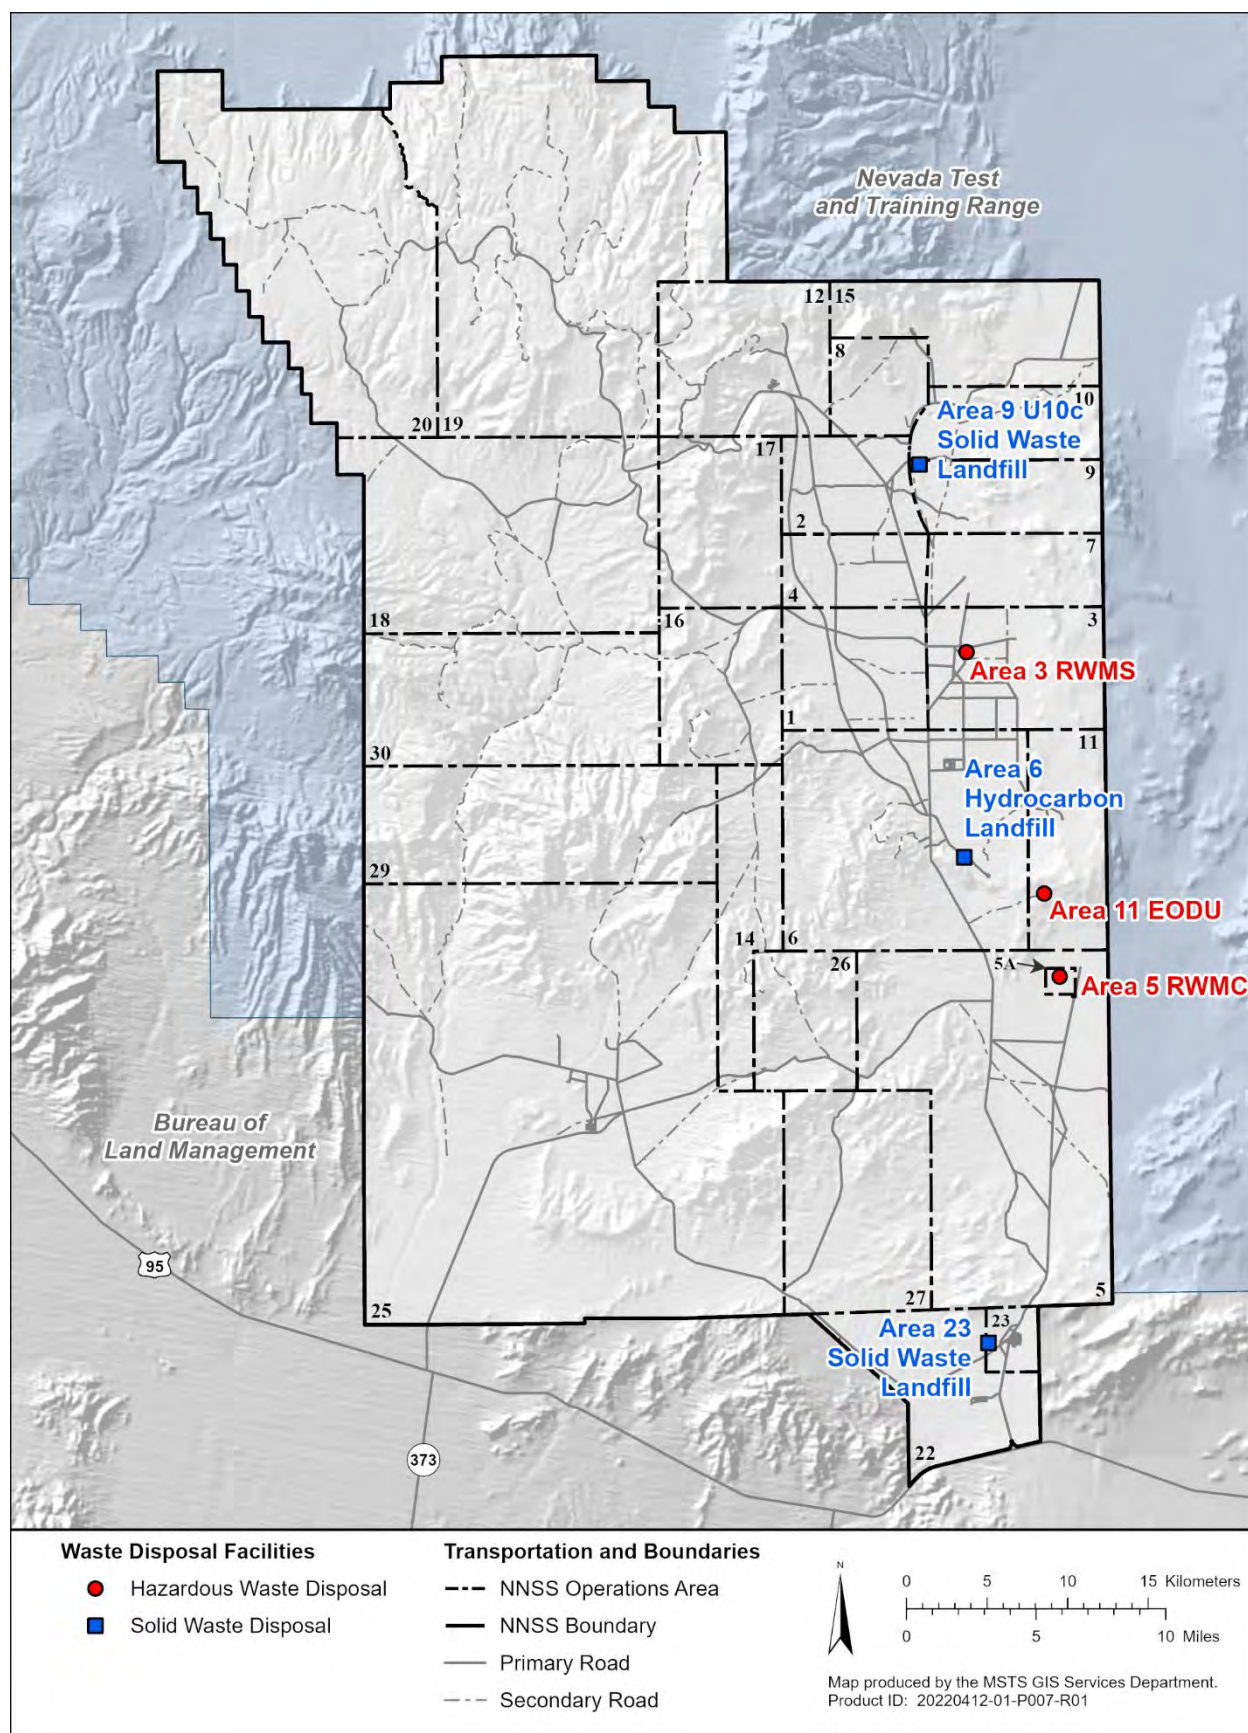 Nevada Test
and Training Range
12
15
8
10
Area 9 U10c
Solid Waste
Landfill
20
19
17
9
2
7
4
18
16
3
Area 3 RWMS
1
11
30
Area 6
Hydrocarbon
Landfill
29
Area 11 EODU
14
6
26
5A
Area 5 RWMC
Bureau of
Land Management
95
25
27
5
Area 23
Solid Waste
Landfill
23
373
22
Waste Disposal Facilities
Hazardous Waste Disposal
Solid Waste Disposal
Transportation and Boundaries
NNSS Operations Area
NNSS Boundary
Primary Road
Secondary Road
N
0 5 10 15 Kilometers
0 5 10 Miles
Map produced by the MSTS GIS Services Department.
Product ID: 20220412-01-P007-R01